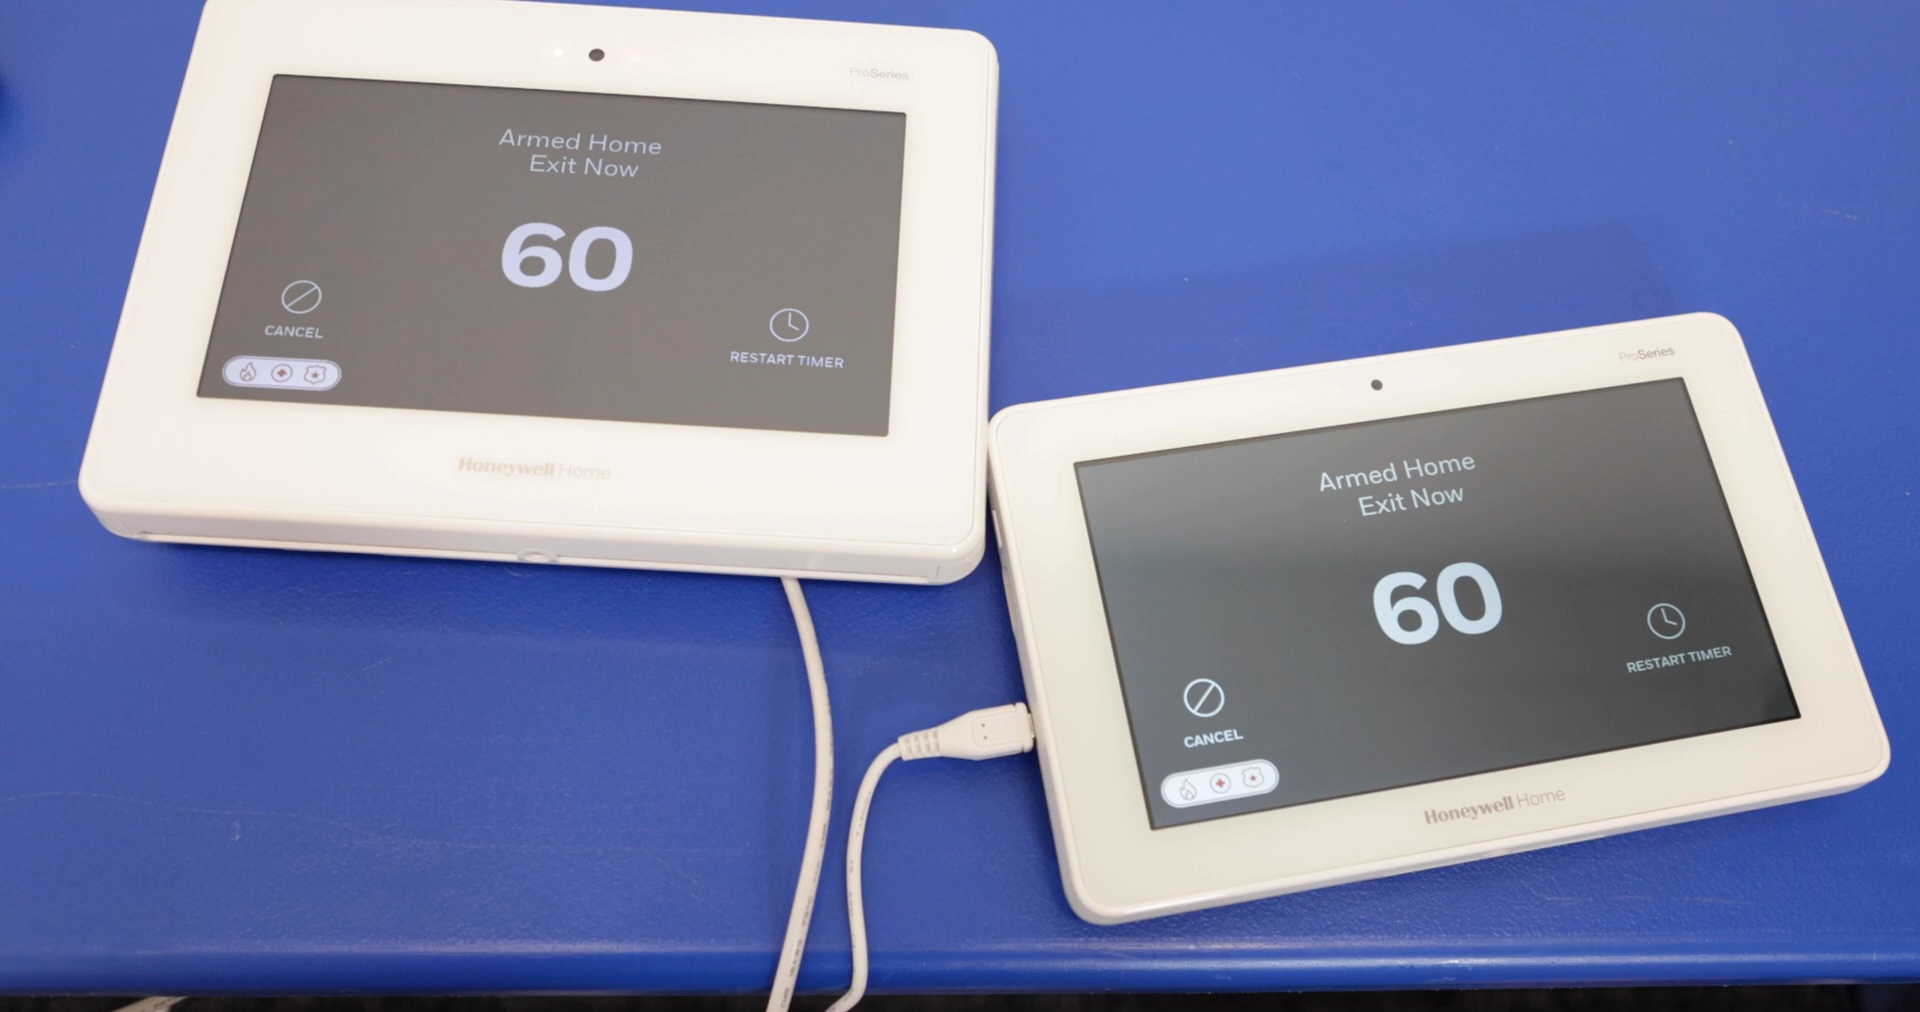 ProSeries
Armed Home
Exit Now
60
CANCEL
RESTART TIMER
Honeywell Home
ProSeries
Armed Home
Exit Now
60
CANCEL
RESTART TIMER
Honeywell Home